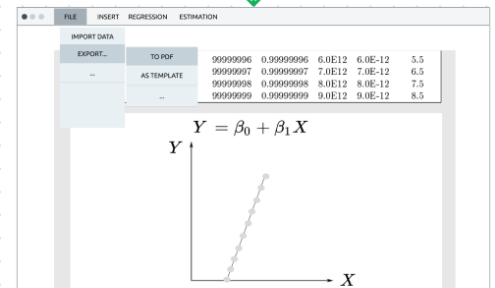 FILE INSERT REGRESSION ESTIMATION
IMPORT DATA
EXPORT...
...
TO PDF
AS TEMPLATE
...
99999996 0.99999996 6.0E12 6.0E-12 5.5
99999997 0.99999997 7.0E12 7.0E-12 6.5
99999998 0.99999998 8.0E12 8.0E-12 7.5
99999999 0.99999999 9.0E12 9.0E-12 8.5
Y = β₀ + β₁X
Y
X